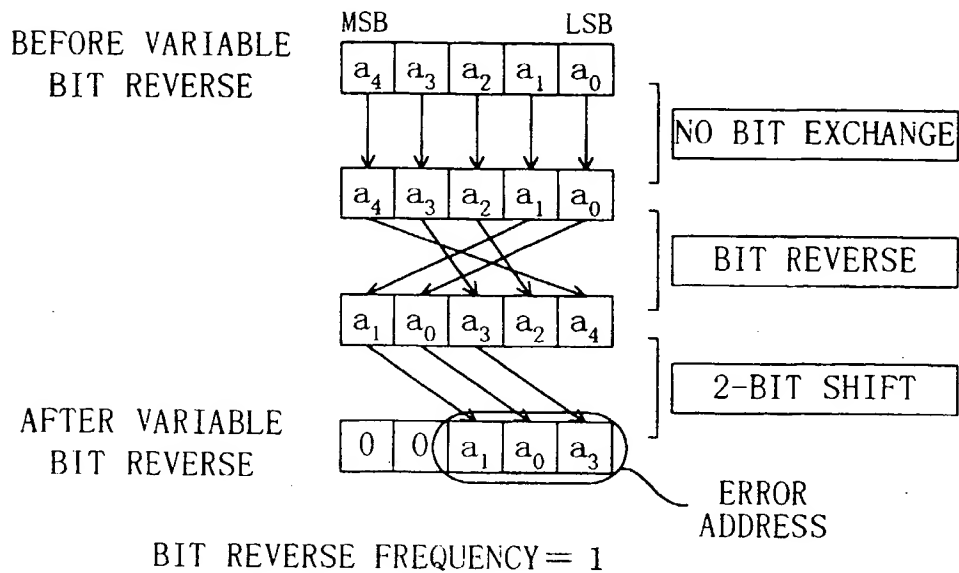 MSB LSB
BEFORE VARIABLE
BIT REVERSE
a₄ a₃ a₂ a₁ a₀
NO BIT EXCHANGE
a₄ a₃ a₂ a₁ a₀
BIT REVERSE
a₁ a₀ a₃ a₂ a₄
2-BIT SHIFT
AFTER VARIABLE
BIT REVERSE
0 0 a₁ a₀ a₃
ERROR
ADDRESS
BIT REVERSE FREQUENCY = 1